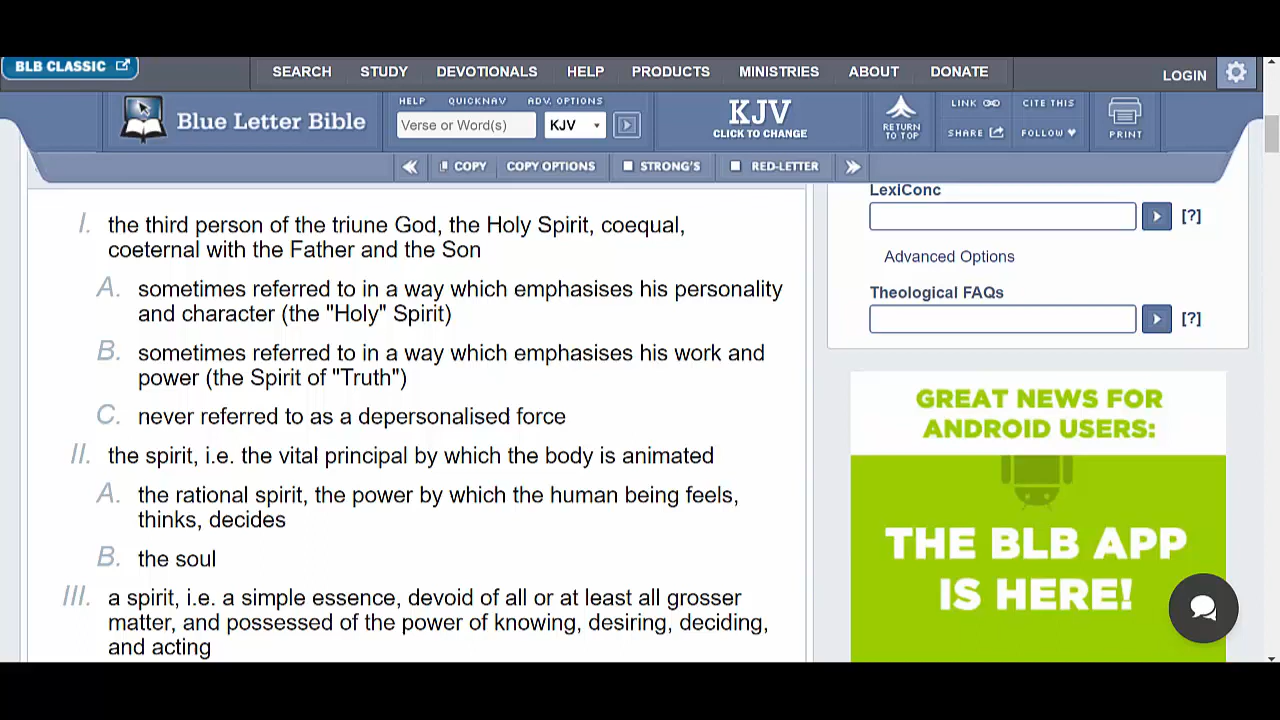 BLB CLASSIC
SEARCH STUDY DEVOTIONALS HELP PRODUCTS MINISTRIES ABOUT DONATE
LOGIN
Blue Letter Bible
HELP QUICKNAV ADV. OPTIONS
Verse or Word(s) KJV
KJV
CLICK TO CHANGE
RETURN
TO TOP
LINK CITE THIS
SHARE FOLLOW
PRINT
COPY COPY OPTIONS STRONG'S RED-LETTER
I. the third person of the triune God, the Holy Spirit, coequal,
coeternal with the Father and the Son
A. sometimes referred to in a way which emphasises his personality
and character (the "Holy" Spirit)
B. sometimes referred to in a way which emphasises his work and
power (the Spirit of "Truth")
C. never referred to as a depersonalised force
II. the spirit, i.e. the vital principal by which the body is animated
A. the rational spirit, the power by which the human being feels,
thinks, decides
B. the soul
III. a spirit, i.e. a simple essence, devoid of all or at least all grosser
matter, and possessed of the power of knowing, desiring, deciding,
and acting
LexiConc
[?]
Advanced Options
Theological FAQs
[?]
GREAT NEWS FOR
ANDROID USERS:
THE BLB APP
IS HERE!